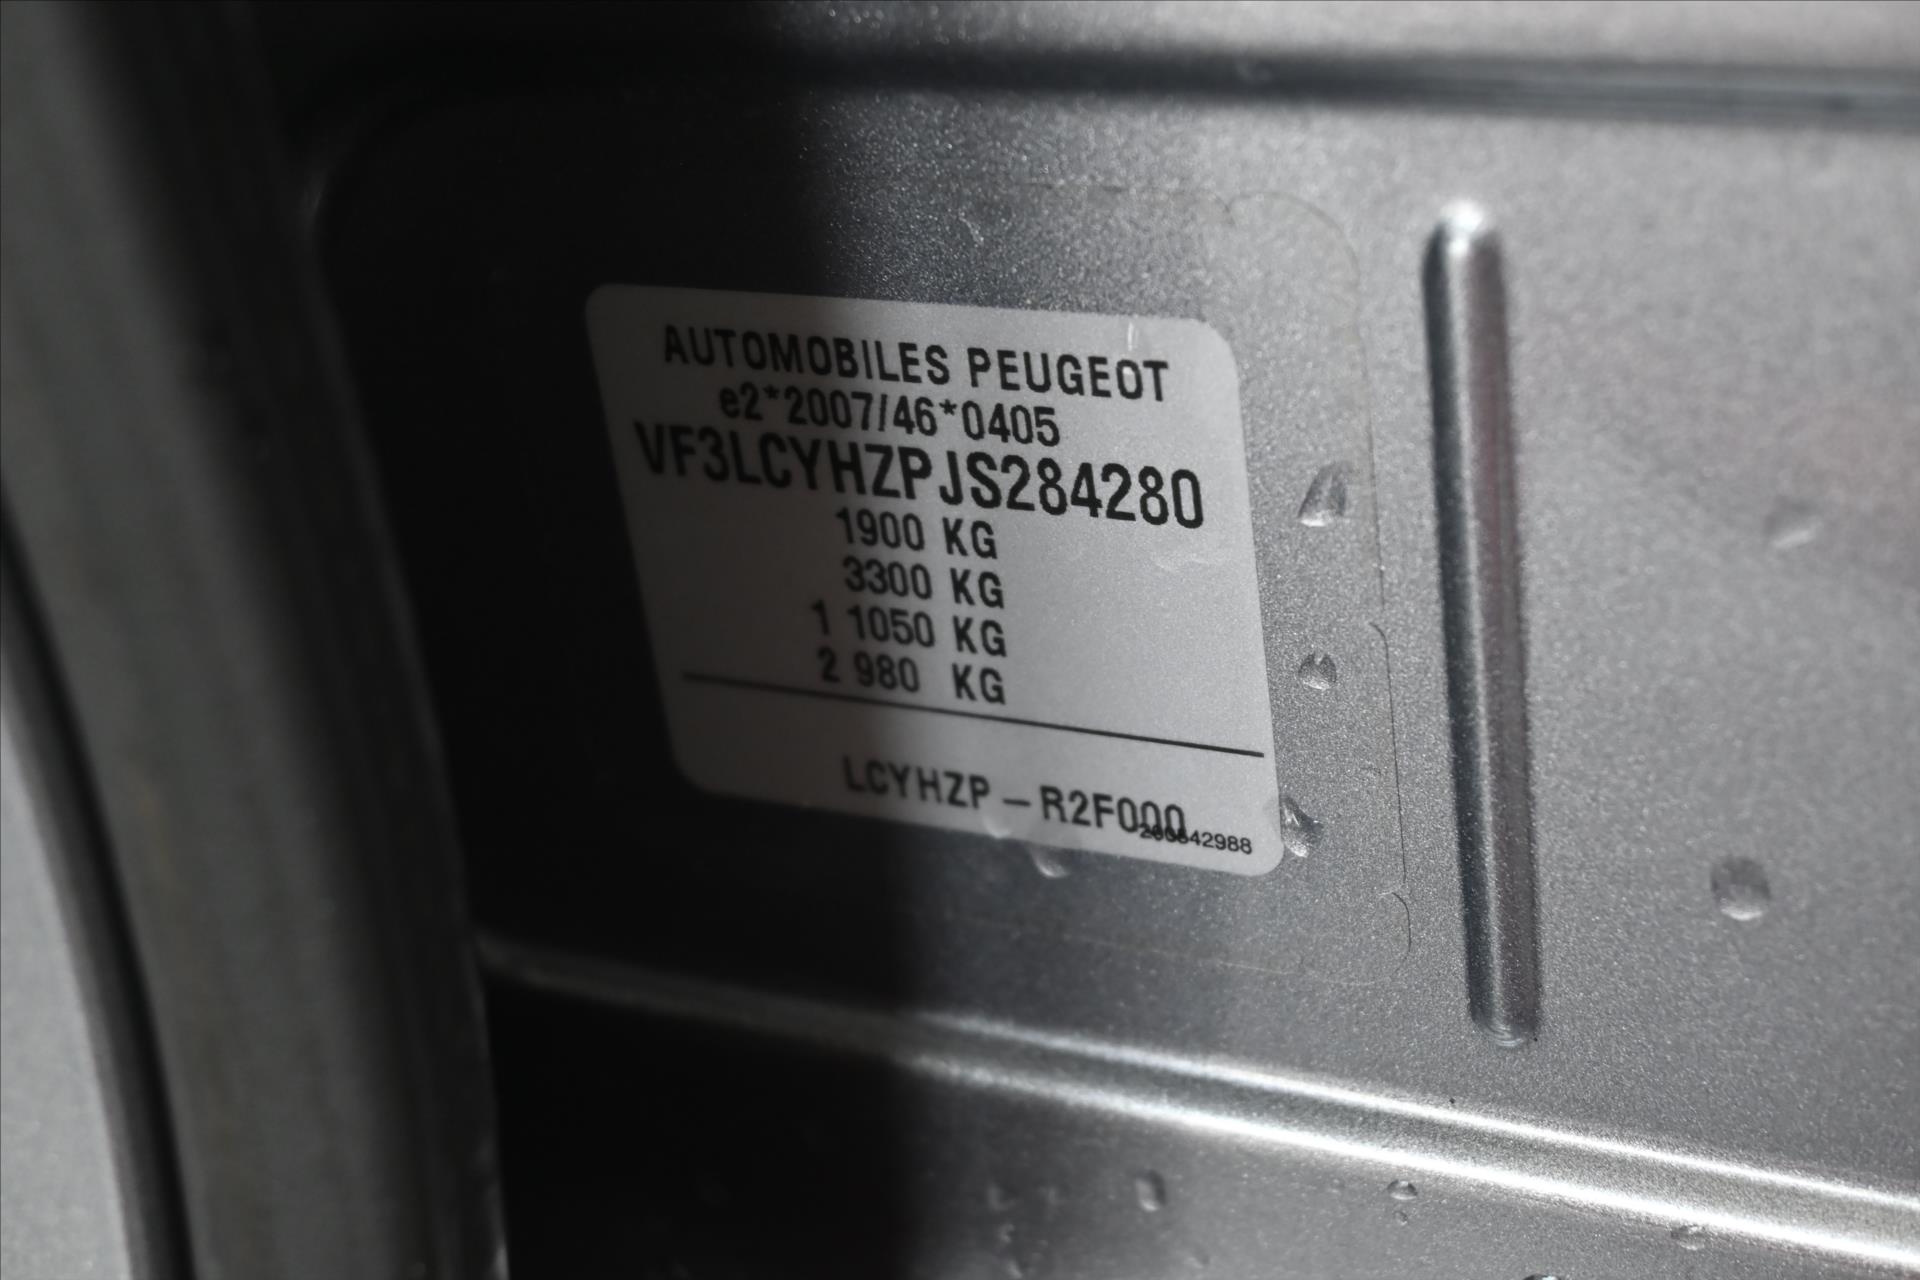 AUTOMOBILES PEUGEOT
e2*2007/46*0405
VF3LCYHZPJS284280
1900 KG
3300 KG
1 1050 KG
2 980 KG
LCYHZP – R2F000